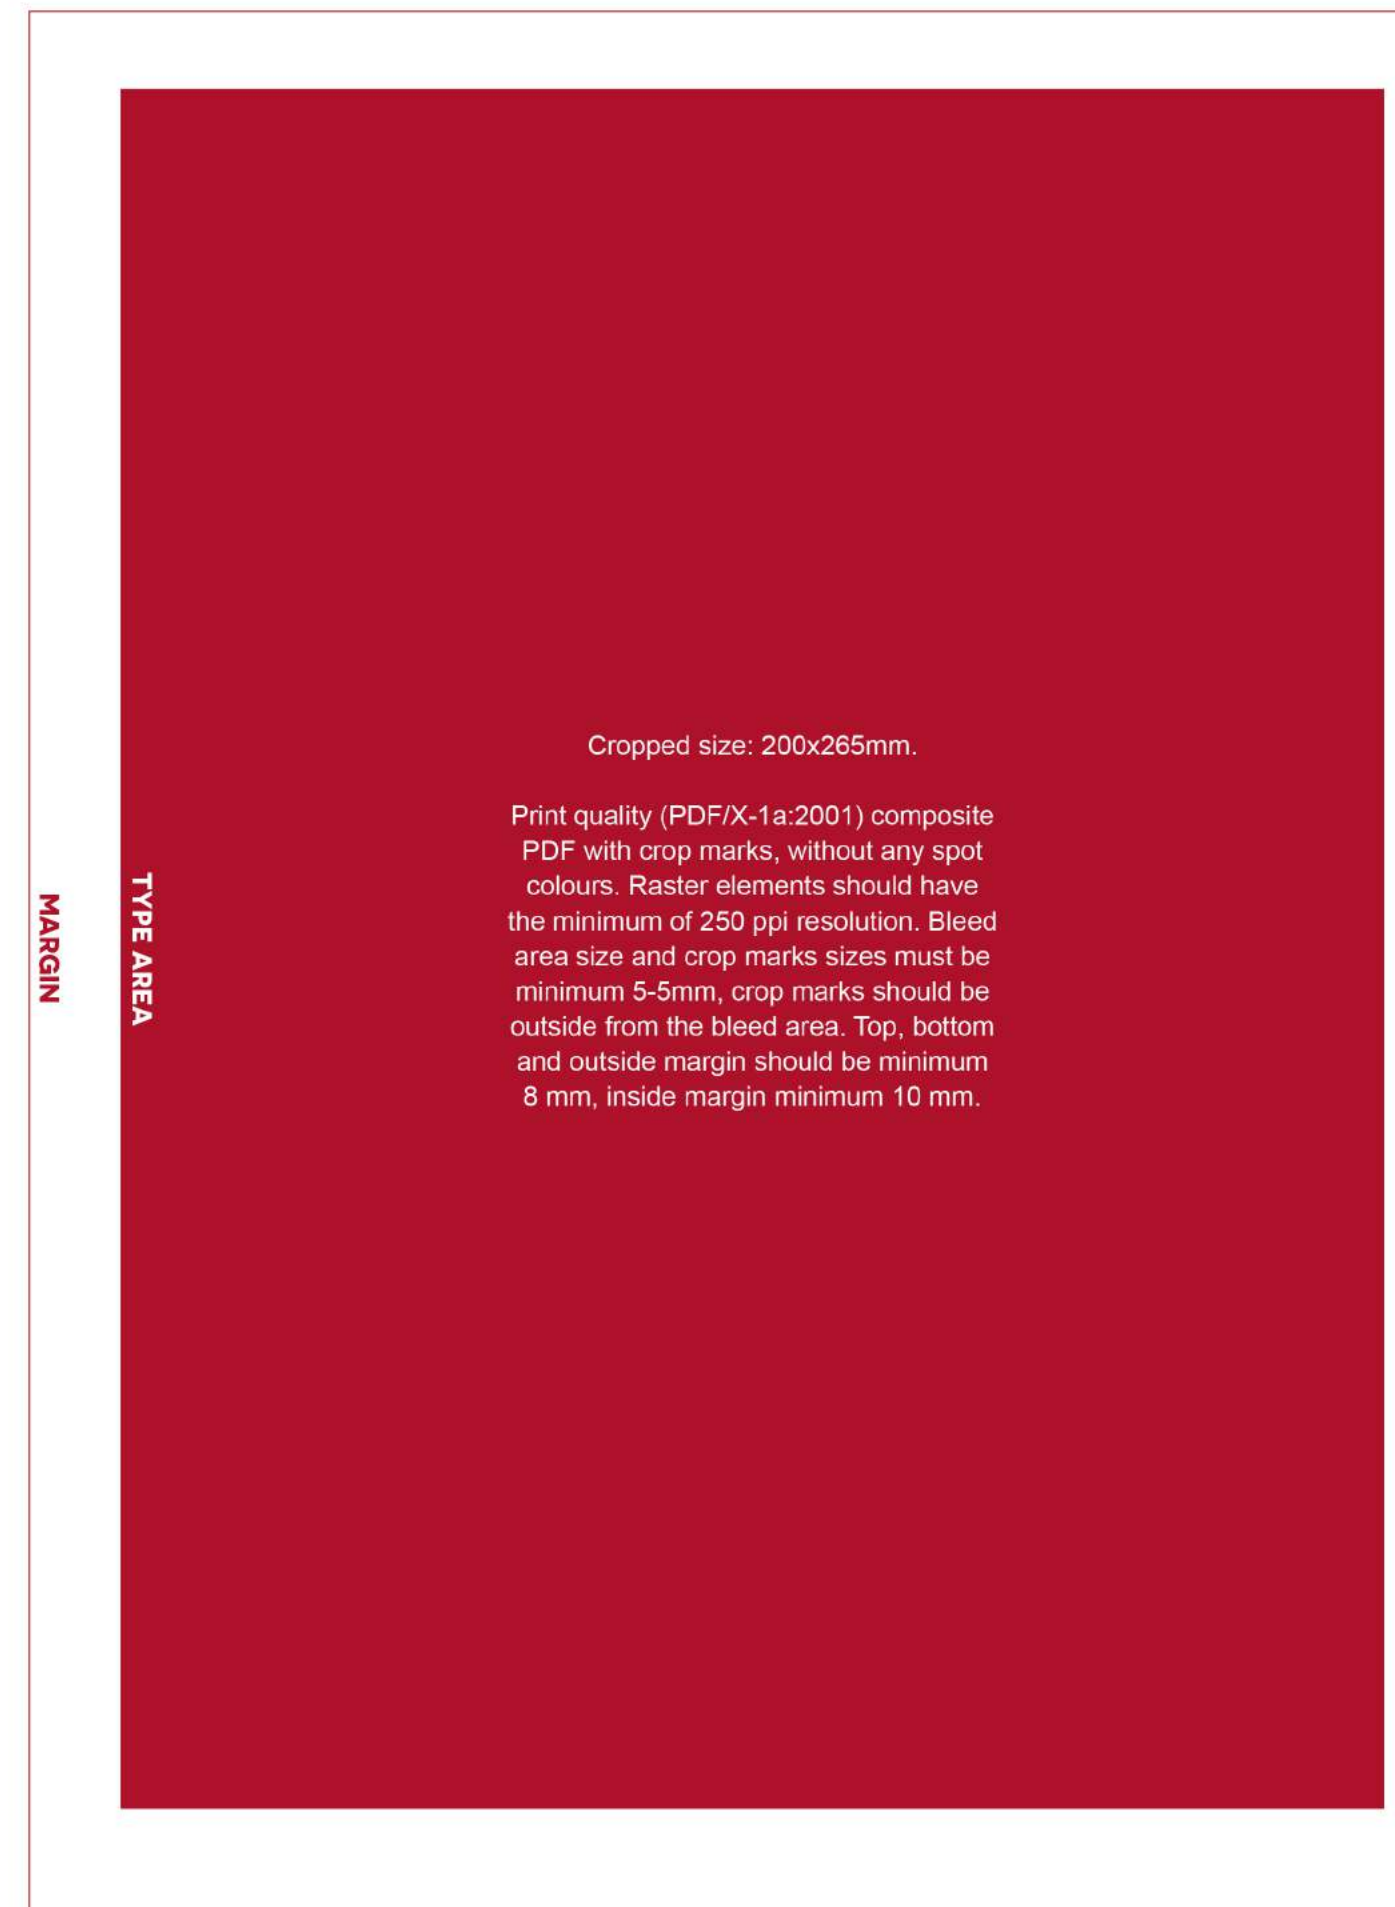 Cropped size: 200x265mm.
Print quality (PDF/X-1a:2001) composite
PDF with crop marks, without any spot
colours. Raster elements should have
the minimum of 250 ppi resolution. Bleed
area size and crop marks sizes must be
minimum 5-5mm, crop marks should be
outside from the bleed area. Top, bottom
and outside margin should be minimum
8 mm, inside margin minimum 10 mm.
TYPE AREA
MARGIN